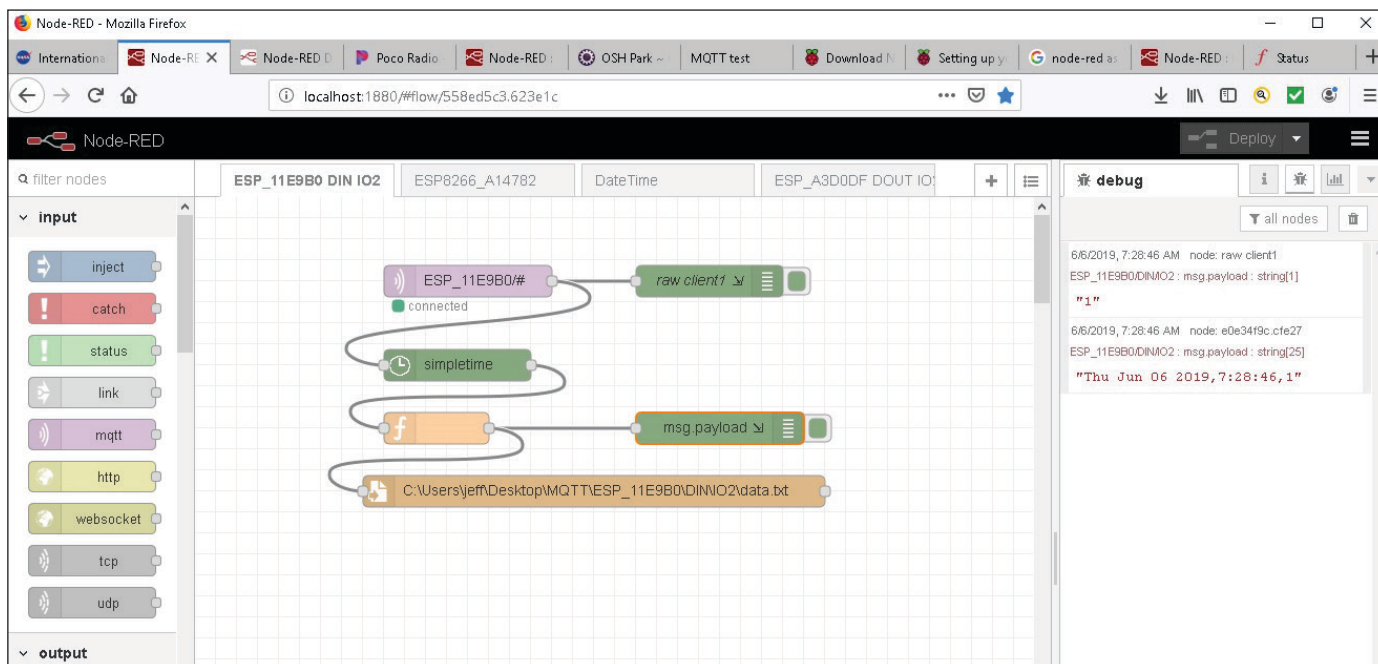 Node-RED - Mozilla Firefox
Internationa
Node-RE
Node-RED D
Poco Radio
Node-RED :
OSH Park ~
MQTT test
Download N
Setting up y
node-red as
Node-RED :
Status
localhost:1880/#flow/558ed5c3.623e1c
Node-RED
Deploy
filter nodes
ESP_11E9B0 DIN IO2
ESP8266_A14782
DateTime
ESP_A3D0DF DOUT IO
debug
input
all nodes
inject
catch
status
link
mqtt
http
websocket
tcp
udp
output
ESP_11E9B0/#
connected
raw client1
simpletime
f
msg.payload
C:\Users\jeff\Desktop\MQTT\ESP_11E9B0\DIN\IO2\data.txt
6/6/2019, 7:28:46 AM node: raw client1
ESP_11E9B0/DIN/IO2 : msg.payload : string[1]
"1"
6/6/2019, 7:28:46 AM node: e0e34f9c.cfe27
ESP_11E9B0/DIN/IO2 : msg.payload : string[25]
"Thu Jun 06 2019,7:28:46,1"